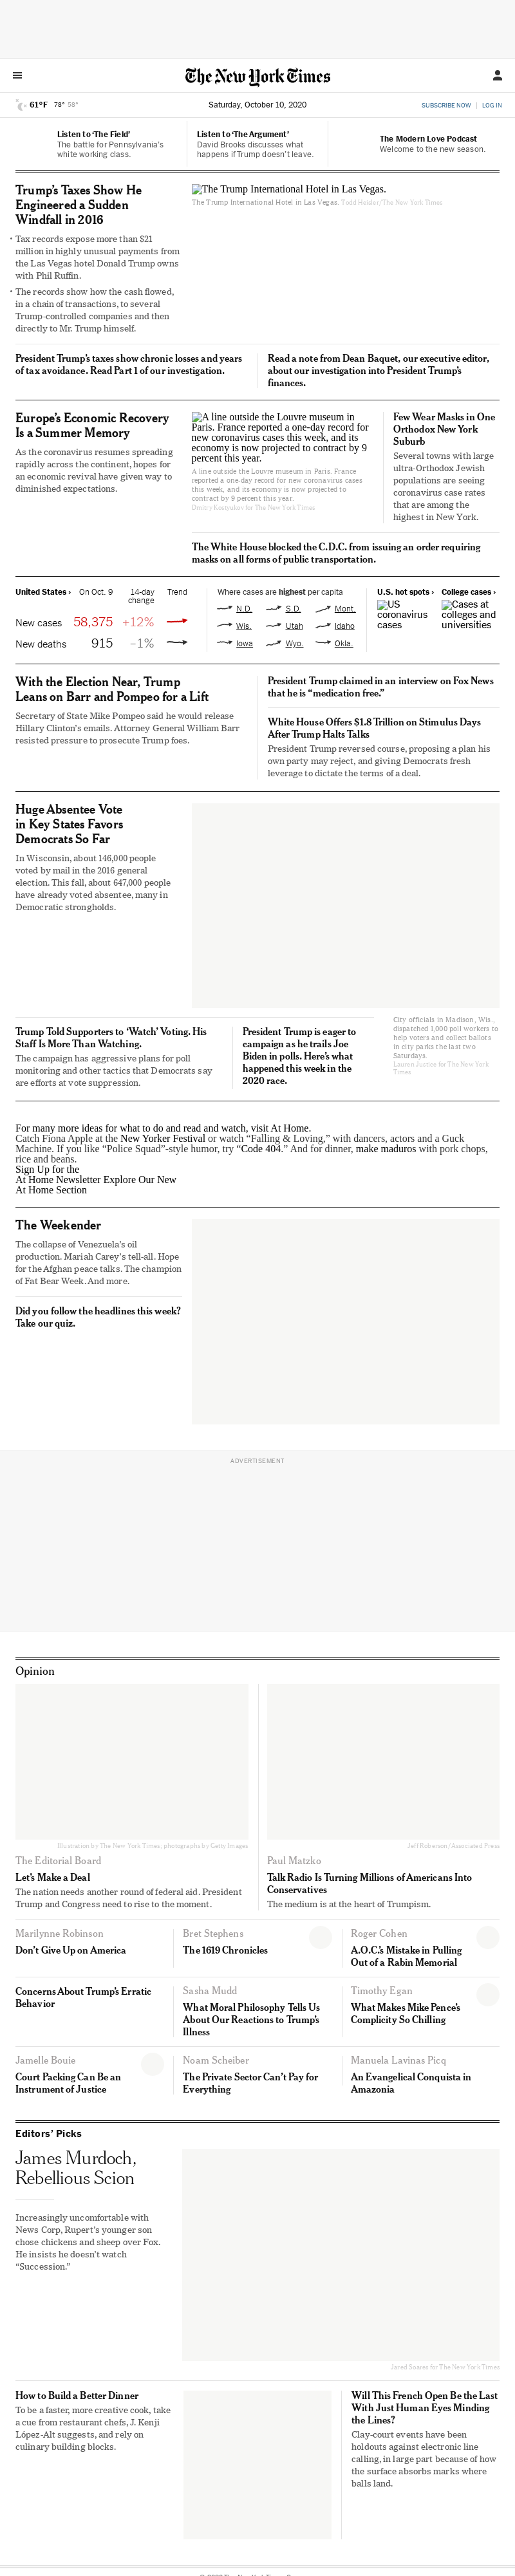 The New York Times
61°F 78° 58°
Saturday, October 10, 2020
SUBSCRIBE NOW | LOG IN
Listen to ‘The Field’
The battle for Pennsylvania’s
white working class.
Listen to ‘The Argument’
David Brooks discusses what
happens if Trump doesn’t leave.
The Modern Love Podcast
Welcome to the new season.
Trump’s Taxes Show He
Engineered a Sudden
Windfall in 2016
• Tax records expose more than $21
million in highly unusual payments from
the Las Vegas hotel Donald Trump owns
with Phil Ruffin.
• The records show how the cash flowed,
in a chain of transactions, to several
Trump-controlled companies and then
directly to Mr. Trump himself.
The Trump International Hotel in Las Vegas.
The Trump International Hotel in Las Vegas. Todd Heisler/The New York Times
President Trump’s taxes show chronic losses and years
of tax avoidance. Read Part 1 of our investigation.
Read a note from Dean Baquet, our executive editor,
about our investigation into President Trump’s
finances.
Europe’s Economic Recovery
Is a Summer Memory
As the coronavirus resumes spreading
rapidly across the continent, hopes for
an economic revival have given way to
diminished expectations.
A line outside the Louvre museum in
Paris. France reported a one-day record for
new coronavirus cases this week, and its
economy is now projected to contract by 9
percent this year.
A line outside the Louvre museum in Paris. France
reported a one-day record for new coronavirus cases
this week, and its economy is now projected to
contract by 9 percent this year.
Dmitry Kostyukov for The New York Times
Few Wear Masks in One
Orthodox New York
Suburb
Several towns with large
ultra-Orthodox Jewish
populations are seeing
coronavirus case rates
that are among the
highest in New York.
The White House blocked the C.D.C. from issuing an order requiring
masks on all forms of public transportation.
United States › On Oct. 9 14-day
change Trend
New cases 58,375 +12%
New deaths 915 –1%
Where cases are highest per capita
N.D. S.D. Mont.
Wis. Utah Idaho
Iowa Wyo. Okla.
U.S. hot spots ›
US
coronavirus
cases
College cases ›
Cases at
colleges and
universities
With the Election Near, Trump
Leans on Barr and Pompeo for a Lift
Secretary of State Mike Pompeo said he would release
Hillary Clinton’s emails. Attorney General William Barr
resisted pressure to prosecute Trump foes.
President Trump claimed in an interview on Fox News
that he is “medication free.”
White House Offers $1.8 Trillion on Stimulus Days
After Trump Halts Talks
President Trump reversed course, proposing a plan his
own party may reject, and giving Democrats fresh
leverage to dictate the terms of a deal.
Huge Absentee Vote
in Key States Favors
Democrats So Far
In Wisconsin, about 146,000 people
voted by mail in the 2016 general
election. This fall, about 647,000 people
have already voted absentee, many in
Democratic strongholds.
City officials in Madison, Wis.,
dispatched 1,000 poll workers to
help voters and collect ballots
in city parks the last two
Saturdays.
Lauren Justice for The New York
Times
Trump Told Supporters to ‘Watch’ Voting. His
Staff Is More Than Watching.
The campaign has aggressive plans for poll
monitoring and other tactics that Democrats say
are efforts at vote suppression.
President Trump is eager to
campaign as he trails Joe
Biden in polls. Here’s what
happened this week in the
2020 race.
For many more ideas for what to do and read and watch, visit At Home.
Catch Fiona Apple at the New Yorker Festival or watch “Falling & Loving,” with dancers, actors and a Guck
Machine. If you like “Police Squad”-style humor, try “Code 404.” And for dinner, make maduros with pork chops,
rice and beans.
Sign Up for the
At Home Newsletter Explore Our New
At Home Section
The Weekender
The collapse of Venezuela’s oil
production. Mariah Carey’s tell-all. Hope
for the Afghan peace talks. The champion
of Fat Bear Week. And more.
Did you follow the headlines this week?
Take our quiz.
ADVERTISEMENT
Opinion
Illustration by The New York Times; photographs by Getty Images
The Editorial Board
Let’s Make a Deal
The nation needs another round of federal aid. President
Trump and Congress need to rise to the moment.
Jeff Roberson/Associated Press
Paul Matzko
Talk Radio Is Turning Millions of Americans Into
Conservatives
The medium is at the heart of Trumpism.
Marilynne Robinson
Don’t Give Up on America
Bret Stephens
The 1619 Chronicles
Roger Cohen
A.O.C.’s Mistake in Pulling
Out of a Rabin Memorial
Concerns About Trump’s Erratic
Behavior
Sasha Mudd
What Moral Philosophy Tells Us
About Our Reactions to Trump’s
Illness
Timothy Egan
What Makes Mike Pence’s
Complicity So Chilling
Jamelle Bouie
Court Packing Can Be an
Instrument of Justice
Noam Scheiber
The Private Sector Can’t Pay for
Everything
Manuela Lavinas Picq
An Evangelical Conquista in
Amazonia
Editors’ Picks
James Murdoch,
Rebellious Scion
Increasingly uncomfortable with
News Corp, Rupert’s younger son
chose chickens and sheep over Fox.
He insists he doesn’t watch
“Succession.”
Jared Soares for The New York Times
How to Build a Better Dinner
To be a faster, more creative cook, take
a cue from restaurant chefs, J. Kenji
López-Alt suggests, and rely on
culinary building blocks.
Will This French Open Be the Last
With Just Human Eyes Minding
the Lines?
Clay-court events have been
holdouts against electronic line
calling, in large part because of how
the surface absorbs marks where
balls land.